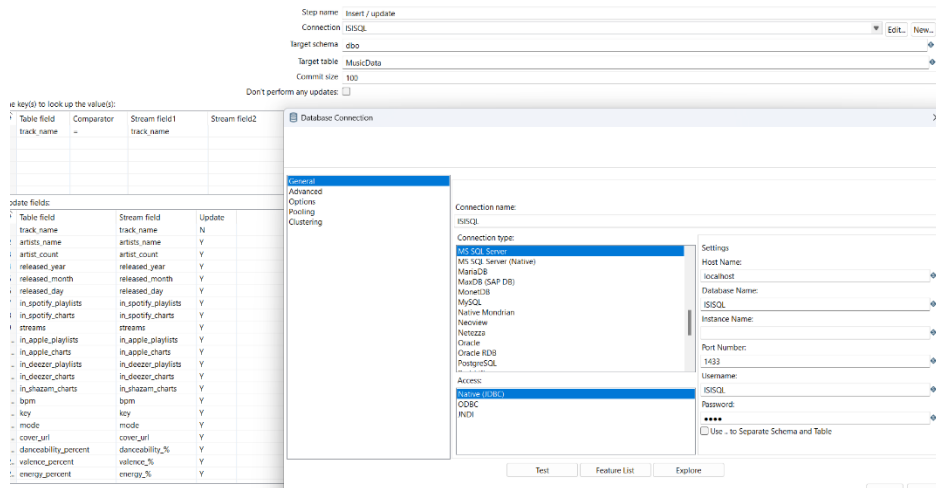 Step name Insert / update
Connection ISISQL Edit... New...
Target schema dbo
Target table MusicData
Commit size 100
Don't perform any updates:
key(s) to look up the value(s):
Table field Comparator Stream field1 Stream field2
track_name = track_name
Database Connection
General
Advanced
Options
Pooling
Clustering
Connection name:
ISISQL
Connection type:
MS SQL Server
MS SQL Server (Native)
MariaDB
MaxDB (SAP DB)
MonetDB
MySQL
Native Mondrian
Neoview
Netezza
Oracle
Oracle RDB
PostgreSQL
Access:
Native (JDBC)
ODBC
JNDI
Settings
Host Name:
localhost
Database Name:
ISISQL
Instance Name:
Port Number:
1433
Username:
ISISQL
Password:
••••
Use .. to Separate Schema and Table
Test Feature List Explore
fields:
Table field Stream field Update
track_name track_name N
artists_name artists_name Y
artist_count artist_count Y
released_year released_year Y
released_month released_month Y
released_day released_day Y
in_spotify_playlists in_spotify_playlists Y
in_spotify_charts in_spotify_charts Y
streams streams Y
in_apple_playlists in_apple_playlists Y
in_apple_charts in_apple_charts Y
in_deezer_playlists in_deezer_playlists Y
in_deezer_charts in_deezer_charts Y
in_shazam_charts in_shazam_charts Y
bpm bpm Y
key key Y
mode mode Y
cover_url cover_url Y
danceability_percent danceability_% Y
valence_percent valence_% Y
energy_percent energy_% Y